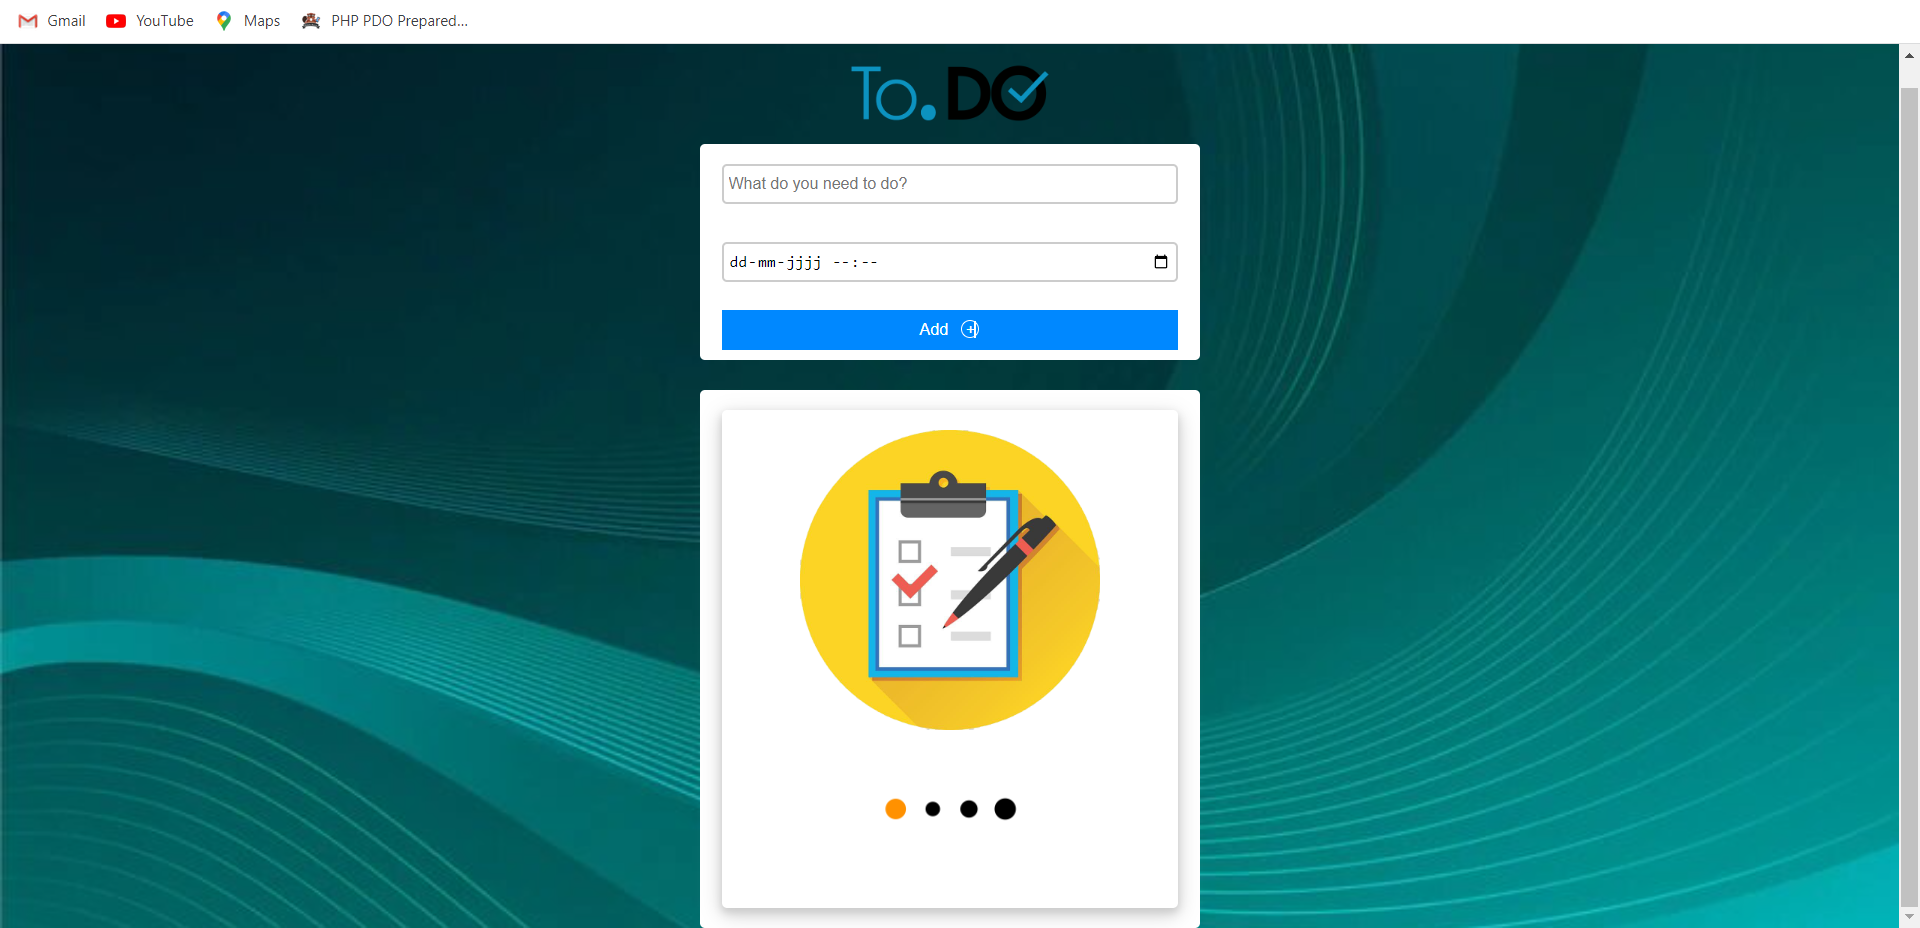 Gmail YouTube Maps PHP PDO Prepared...
To.DO
What do you need to do?
dd-mm-jjjj --:--
Add